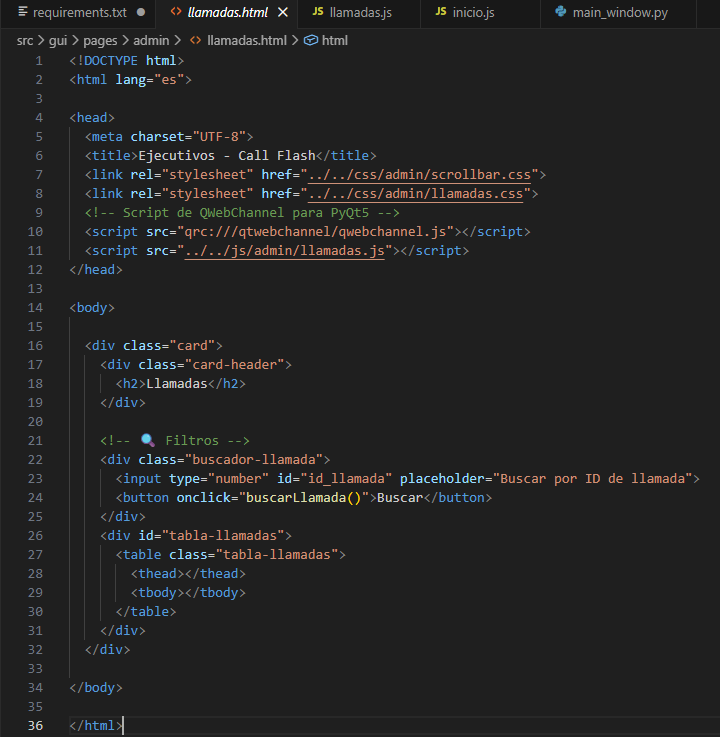 requirements.txt ● <> llamadas.html × JS llamadas.js JS inicio.js main_window.py
src > gui > pages > admin > <> llamadas.html > html
1 <!DOCTYPE html>
2 <html lang="es">
3
4 <head>
5 <meta charset="UTF-8">
6 <title>Ejecutivos - Call Flash</title>
7 <link rel="stylesheet" href="../../css/admin/scrollbar.css">
8 <link rel="stylesheet" href="../../css/admin/llamadas.css">
9 <!-- Script de QWebChannel para PyQt5 -->
10 <script src="qrc:///qtwebchannel/qwebchannel.js"></script>
11 <script src="../../js/admin/llamadas.js"></script>
12 </head>
13
14 <body>
15
16 <div class="card">
17 <div class="card-header">
18 <h2>Llamadas</h2>
19 </div>
20
21 <!-- 🔍 Filtros -->
22 <div class="buscador-llamada">
23 <input type="number" id="id_llamada" placeholder="Buscar por ID de llamada">
24 <button onclick="buscarLlamada()">Buscar</button>
25 </div>
26 <div id="tabla-llamadas">
27 <table class="tabla-llamadas">
28 <thead></thead>
29 <tbody></tbody>
30 </table>
31 </div>
32 </div>
33
34 </body>
35
36 </html>